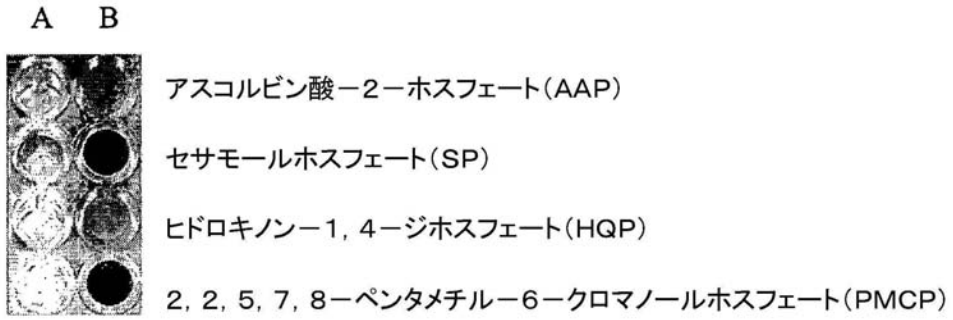 A B
アスコルビン酸－２－ホスフェート（AAP）
セサモールホスフェート（SP）
ヒドロキノン－１，４－ジホスフェート（HQP）
２，２，５，７，８－ペンタメチル－６－クロマノールホスフェート（PMCP）